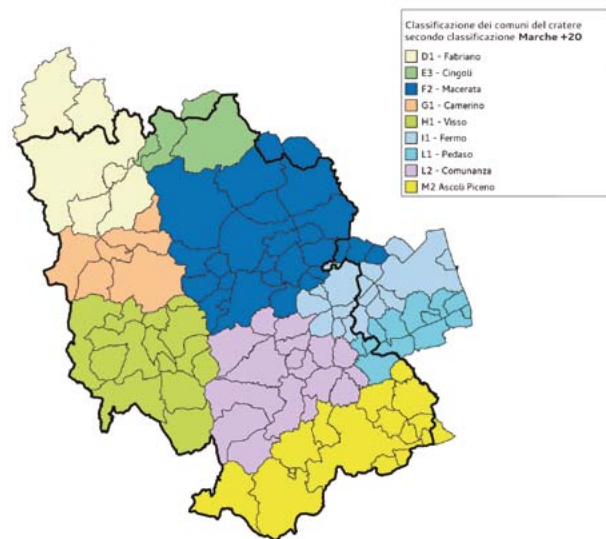 Classificazione dei comuni del cratere
secondo classificazione Marche +20
D1 - Fabriano
E3 - Cingoli
F2 - Macerata
G1 - Camerino
H1 - Visso
I1 - Fermo
L1 - Pedaso
L2 - Comunanza
M2 Ascoli Piceno